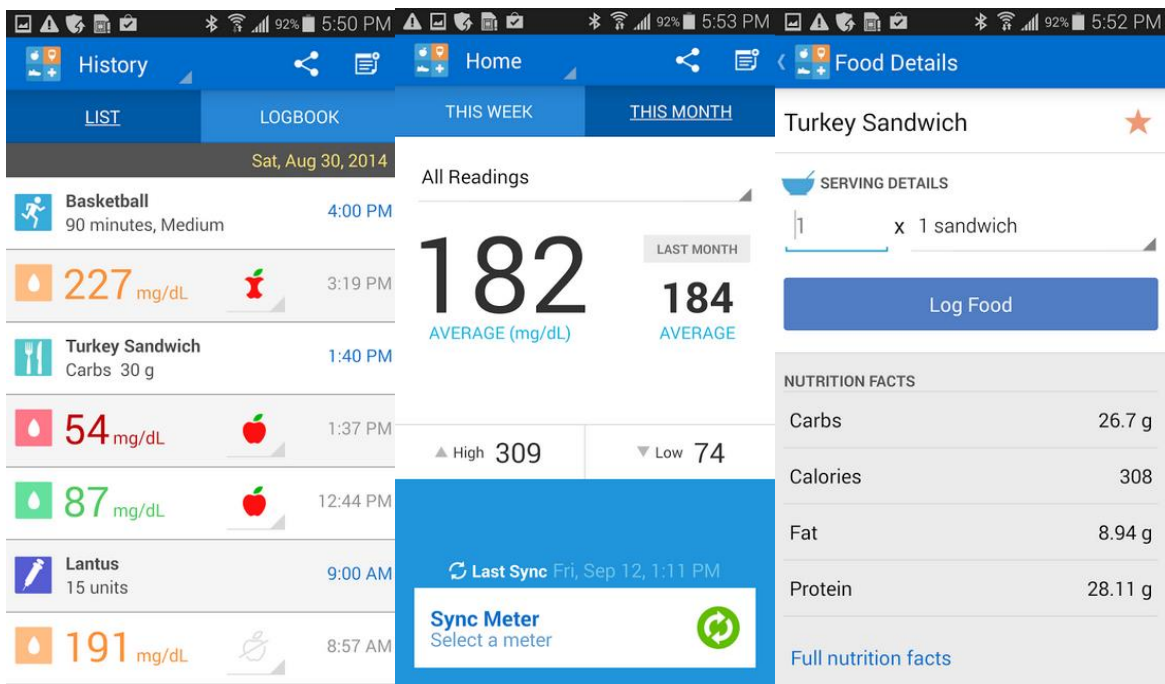 92% 5:50 PM
History
LIST
LOGBOOK
Sat, Aug 30, 2014
Basketball
90 minutes, Medium
4:00 PM
227 mg/dL
3:19 PM
Turkey Sandwich
Carbs 30 g
1:40 PM
54 mg/dL
1:37 PM
87 mg/dL
12:44 PM
Lantus
15 units
9:00 AM
191 mg/dL
8:57 AM
92% 5:53 PM
Home
THIS WEEK
THIS MONTH
All Readings
182
AVERAGE (mg/dL)
LAST MONTH
184
AVERAGE
High 309
Low 74
Last Sync Fri, Sep 12, 1:11 PM
Sync Meter
Select a meter
92% 5:52 PM
Food Details
Turkey Sandwich
SERVING DETAILS
1 x 1 sandwich
Log Food
NUTRITION FACTS
Carbs 26.7 g
Calories 308
Fat 8.94 g
Protein 28.11 g
Full nutrition facts